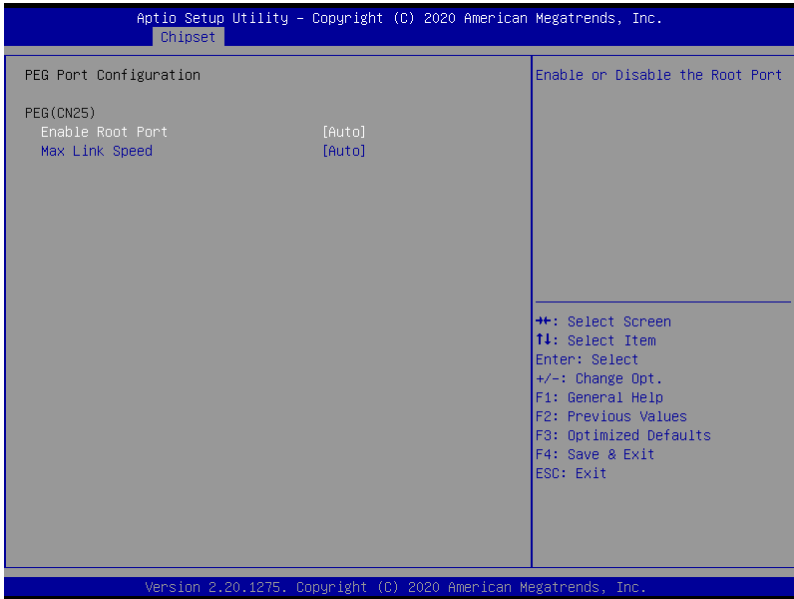 Aptio Setup Utility – Copyright (C) 2020 American Megatrends, Inc.
Chipset
PEG Port Configuration
PEG(CN25)
Enable Root Port [Auto]
Max Link Speed [Auto]
Enable or Disable the Root Port
→←: Select Screen
↑↓: Select Item
Enter: Select
+/-: Change Opt.
F1: General Help
F2: Previous Values
F3: Optimized Defaults
F4: Save & Exit
ESC: Exit
Version 2.20.1275. Copyright (C) 2020 American Megatrends, Inc.